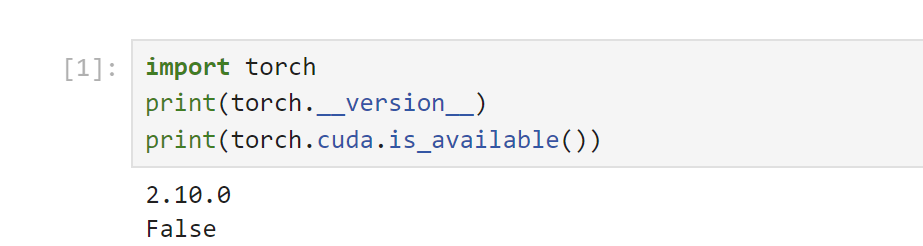 [1]:
import torch
print(torch.__version__)
print(torch.cuda.is_available())
2.10.0
False